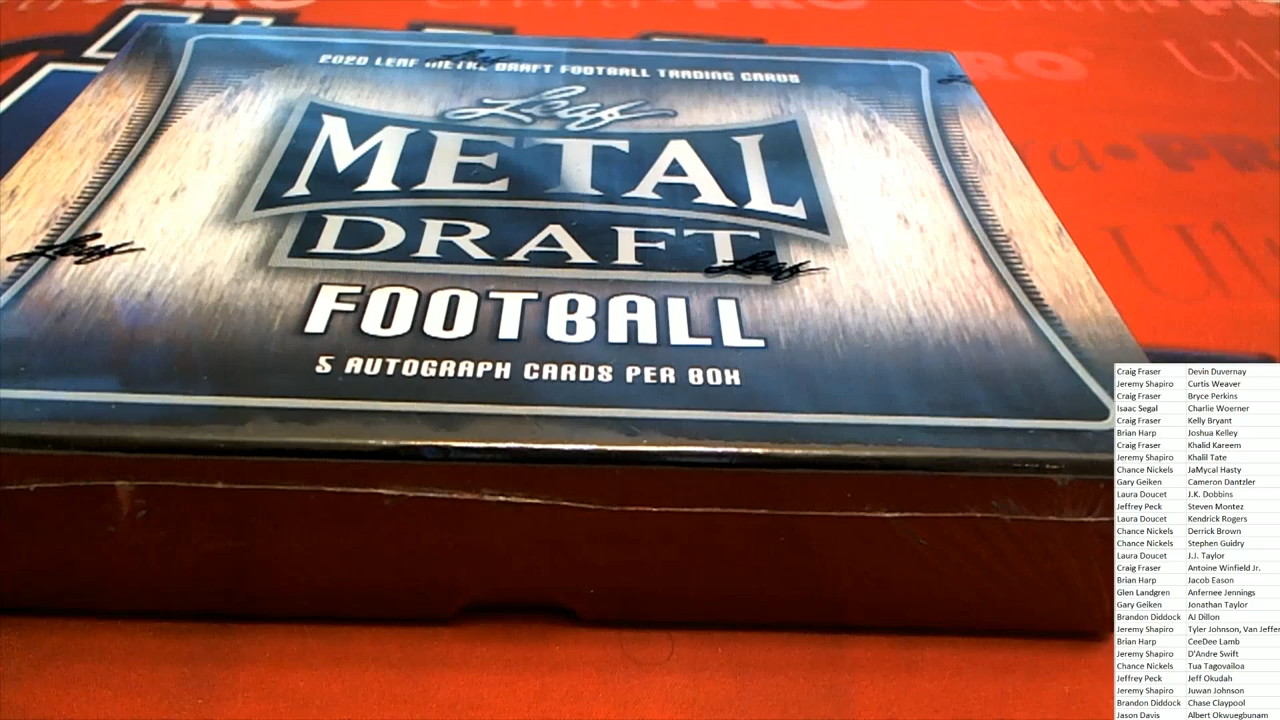 2020 LEAF METAL DRAFT FOOTBALL TRADING CARDS
Leaf
METAL
DRAFT
FOOTBALL
5 AUTOGRAPH CARDS PER BOX
Leaf
Leaf
PRO
Ultra
PRO
Craig Fraser Devin Duvernay
Jeremy Shapiro Curtis Weaver
Craig Fraser Bryce Perkins
Isaac Segal Charlie Woerner
Craig Fraser Kelly Bryant
Brian Harp Joshua Kelley
Craig Fraser Khalid Kareem
Jeremy Shapiro Khalil Tate
Chance Nickels JaMycal Hasty
Gary Geiken Cameron Dantzler
Laura Doucet J.K. Dobbins
Jeffrey Peck Steven Montez
Laura Doucet Kendrick Rogers
Chance Nickels Derrick Brown
Chance Nickels Stephen Guidry
Laura Doucet J.J. Taylor
Craig Fraser Antoine Winfield Jr.
Brian Harp Jacob Eason
Glen Landgren Anfernee Jennings
Gary Geiken Jonathan Taylor
Brandon Diddock AJ Dillon
Jeremy Shapiro Tyler Johnson, Van Jeffer
Brian Harp CeeDee Lamb
Jeremy Shapiro D'Andre Swift
Chance Nickels Tua Tagovailoa
Jeffrey Peck Jeff Okudah
Jeremy Shapiro Juwan Johnson
Brandon Diddock Chase Claypool
Jason Davis Albert Okwuegbunam